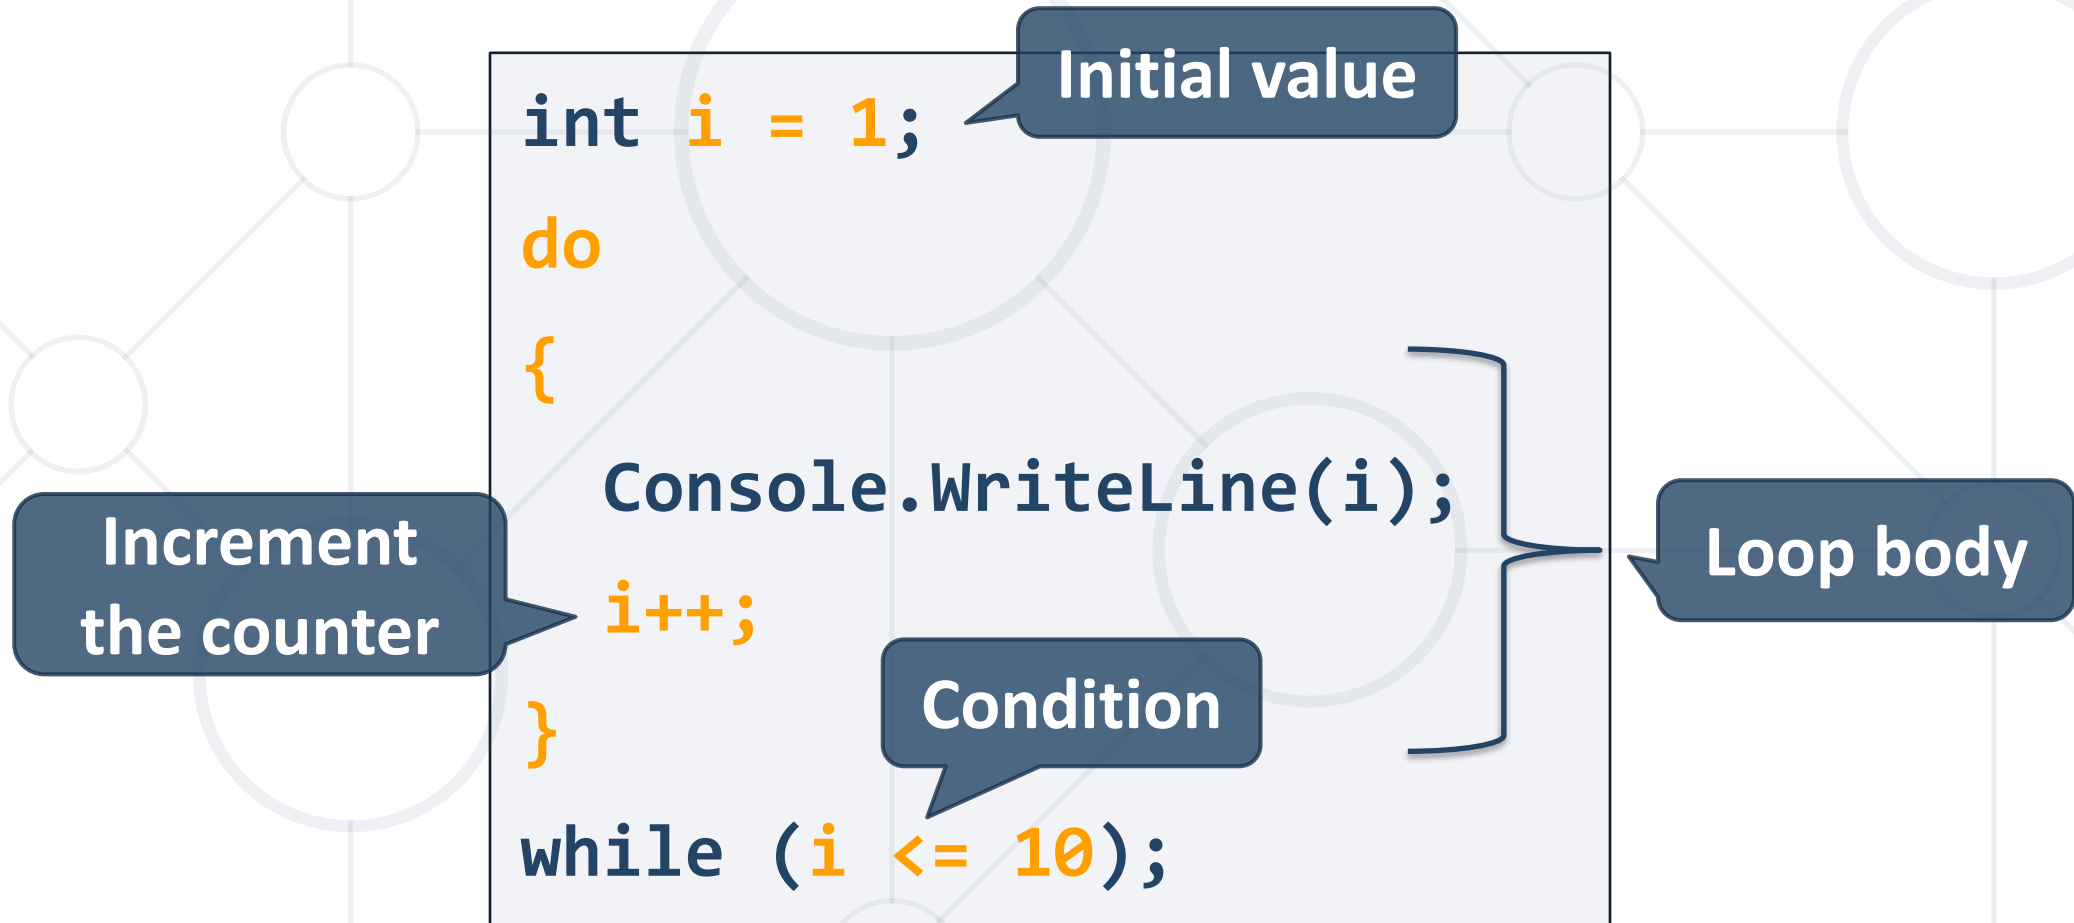 Initial value
int i = 1;
do
{
Console.WriteLine(i);
Increment
the counter
i++;
Loop body
Condition
}
while (i <= 10);